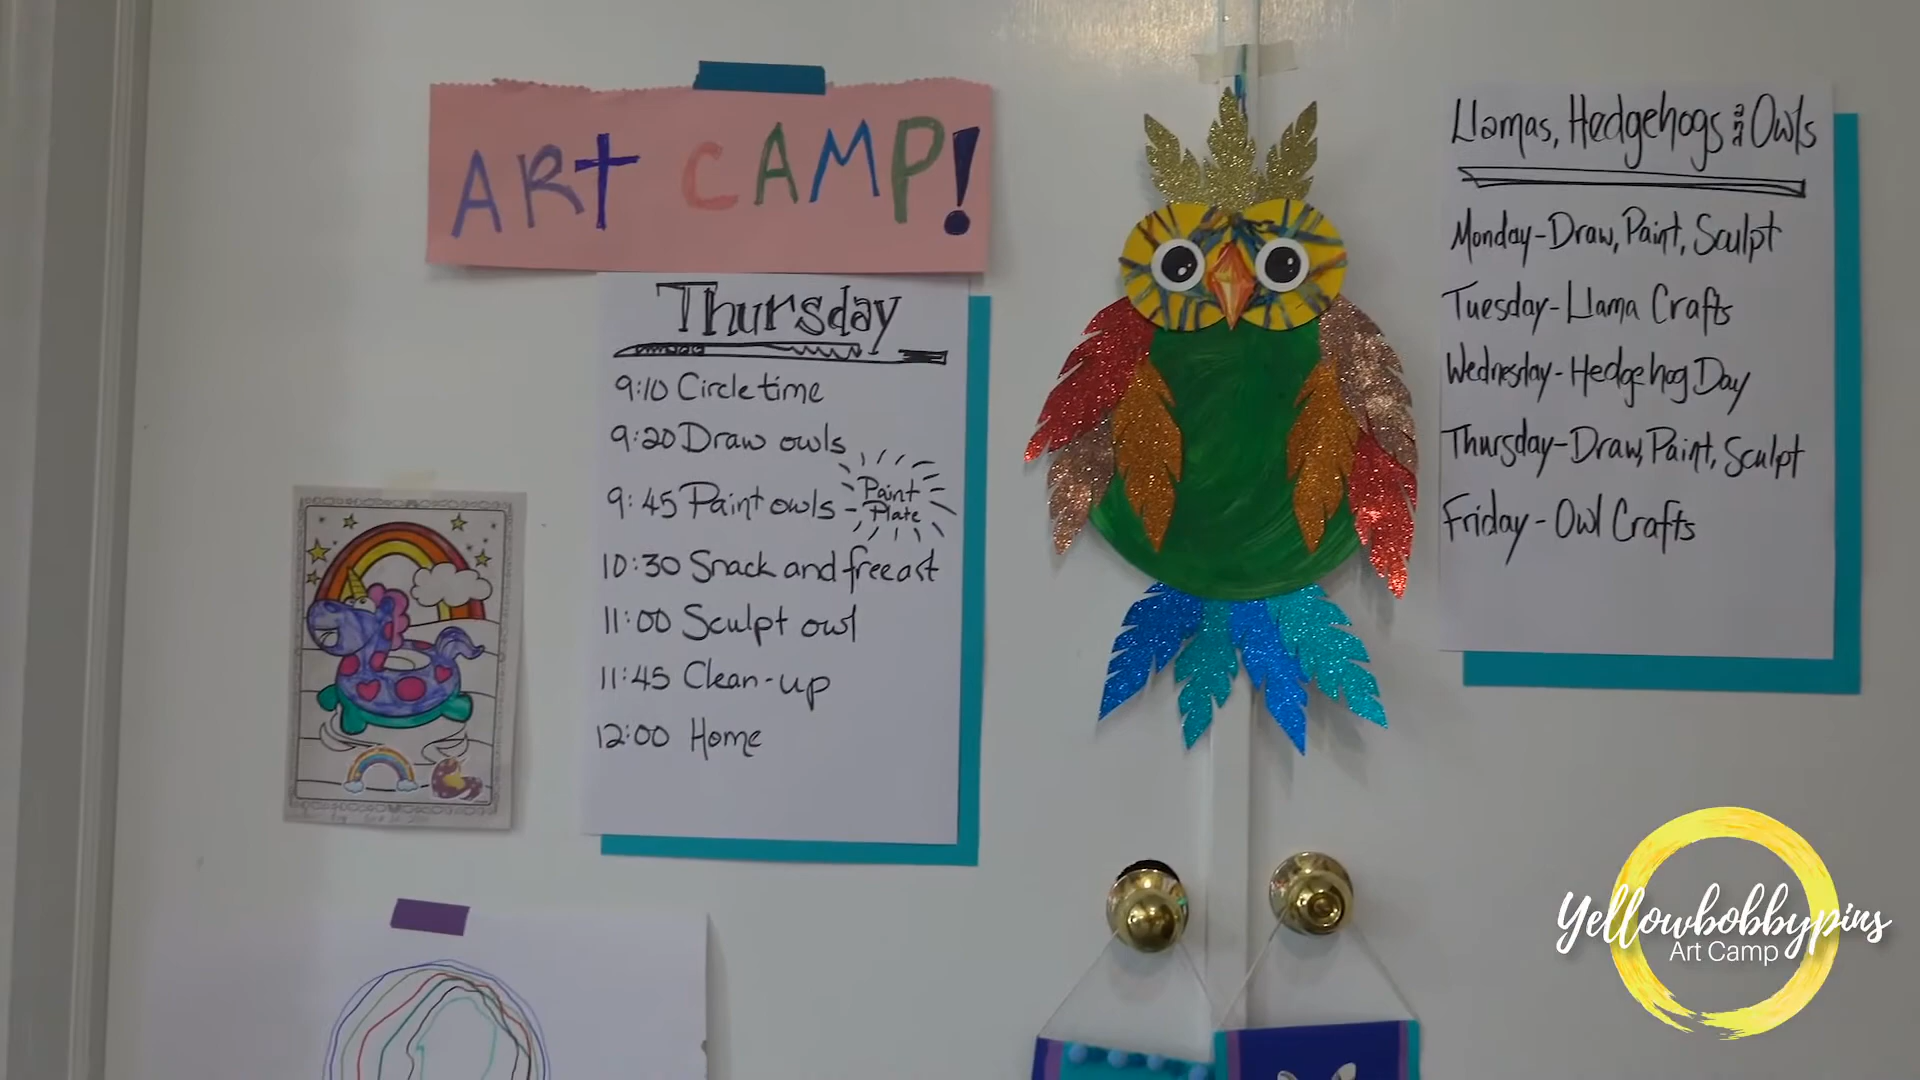 ART CAMP!
Thursday
9:10 Circle time
9:20 Draw owls
9:45 Paint owls
Paint
Plate
10:30 Snack and free art
11:00 Sculpt owl
11:45 Clean-up
12:00 Home
Llamas, Hedgehogs and Owls
Monday-Draw, Paint, Sculpt
Tuesday-Llama Crafts
Wednesday-Hedgehog Day
Thursday-Draw, Paint, Sculpt
Friday-Owl Crafts
Yellowbobbypins
Art Camp